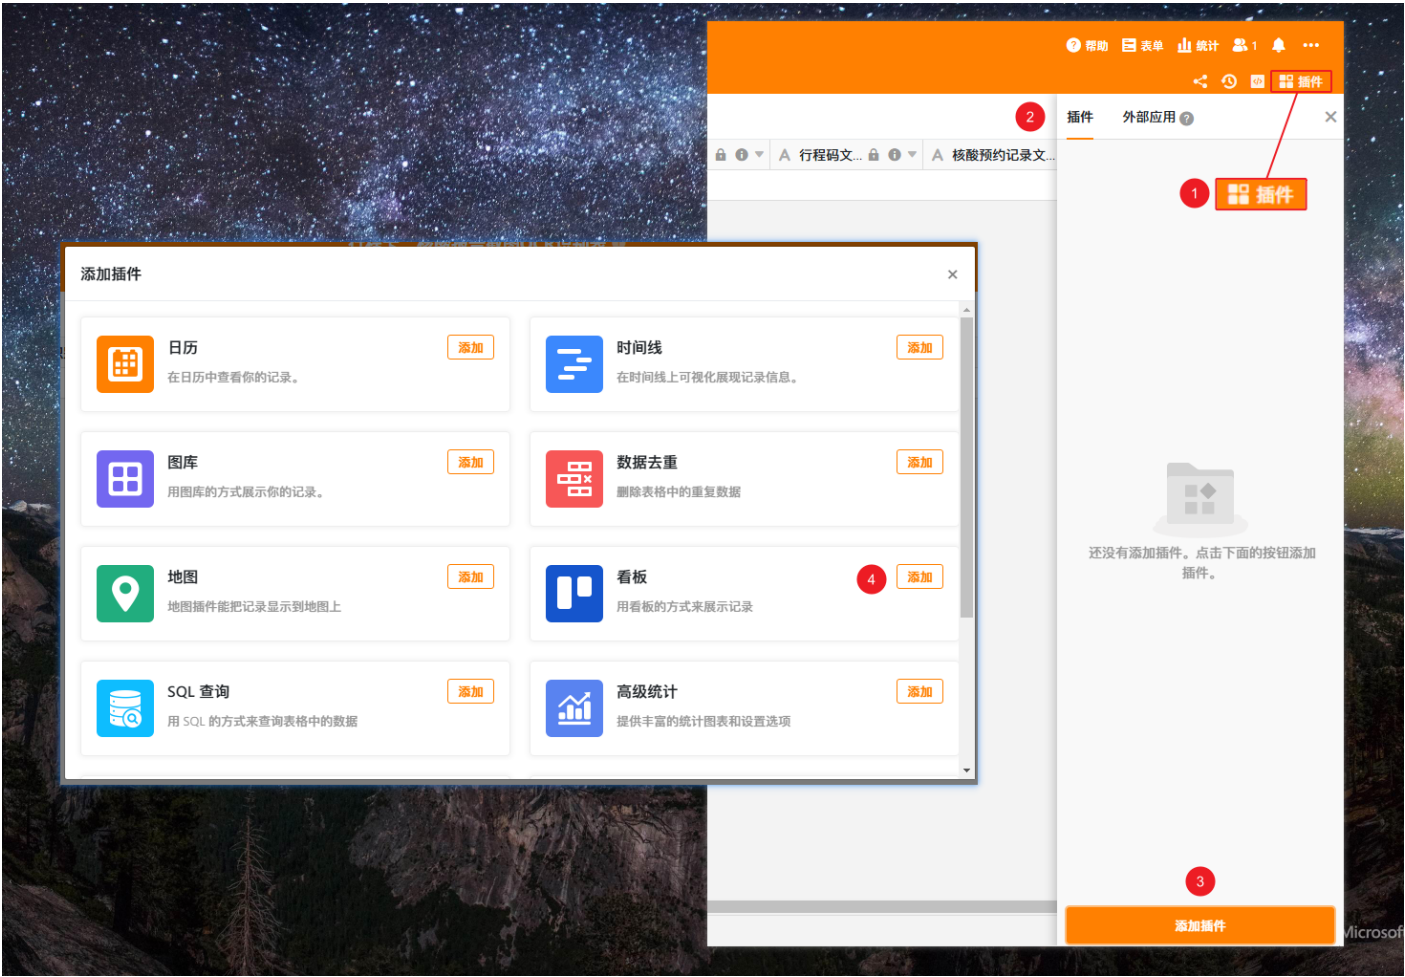 帮助 表单 统计 1
插件
2 插件 外部应用
行程码文... 核酸预约记录文...
1 插件
添加插件
日历 添加
在日历中查看你的记录。
时间线 添加
在时间线上可视化展现记录信息。
图库 添加
用图库的方式展示你的记录。
数据去重 添加
删除表格中的重复数据
地图 添加
地图插件能把记录显示到地图上
看板 4 添加
用看板的方式来展示记录
SQL 查询 添加
用 SQL 的方式来查询表格中的数据
高级统计 添加
提供丰富的统计图表和设置选项
还没有添加插件。点击下面的按钮添加
插件。
3
添加插件
Microsoft